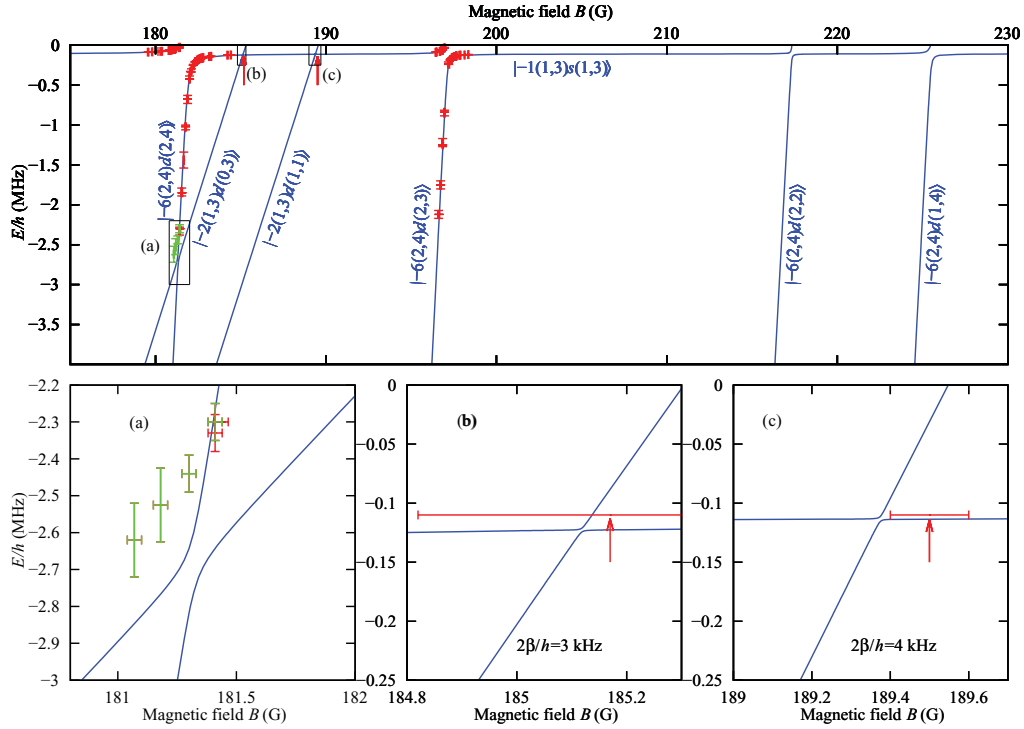 Magnetic field B (G)
180 190 200 210 220 230
0
−0.5
−1
−1.5
−2
−2.5
−3
−3.5
E/h (MHz)
(b)
(c)
|−1(1,3)s(1,3)⟩
|−6(2,4)d(2,4)⟩
|−2(1,3)d(0,3)⟩
|−2(1,3)d(1,1)⟩
|−6(2,4)d(2,3)⟩
|−6(2,4)d(2,2)⟩
|−6(2,4)d(1,4)⟩
(a)
−2.2
−2.3
−2.4
−2.5
−2.6
−2.7
−2.8
−2.9
−3
E/h (MHz)
(a)
181 181.5 182
Magnetic field B (G)
0
−0.05
−0.1
−0.15
−0.2
−0.25
(b)
2β/h=3 kHz
184.8 185 185.2
Magnetic field B (G)
0
−0.05
−0.1
−0.15
−0.2
−0.25
(c)
2β/h=4 kHz
189 189.2 189.4 189.6
Magnetic field B (G)